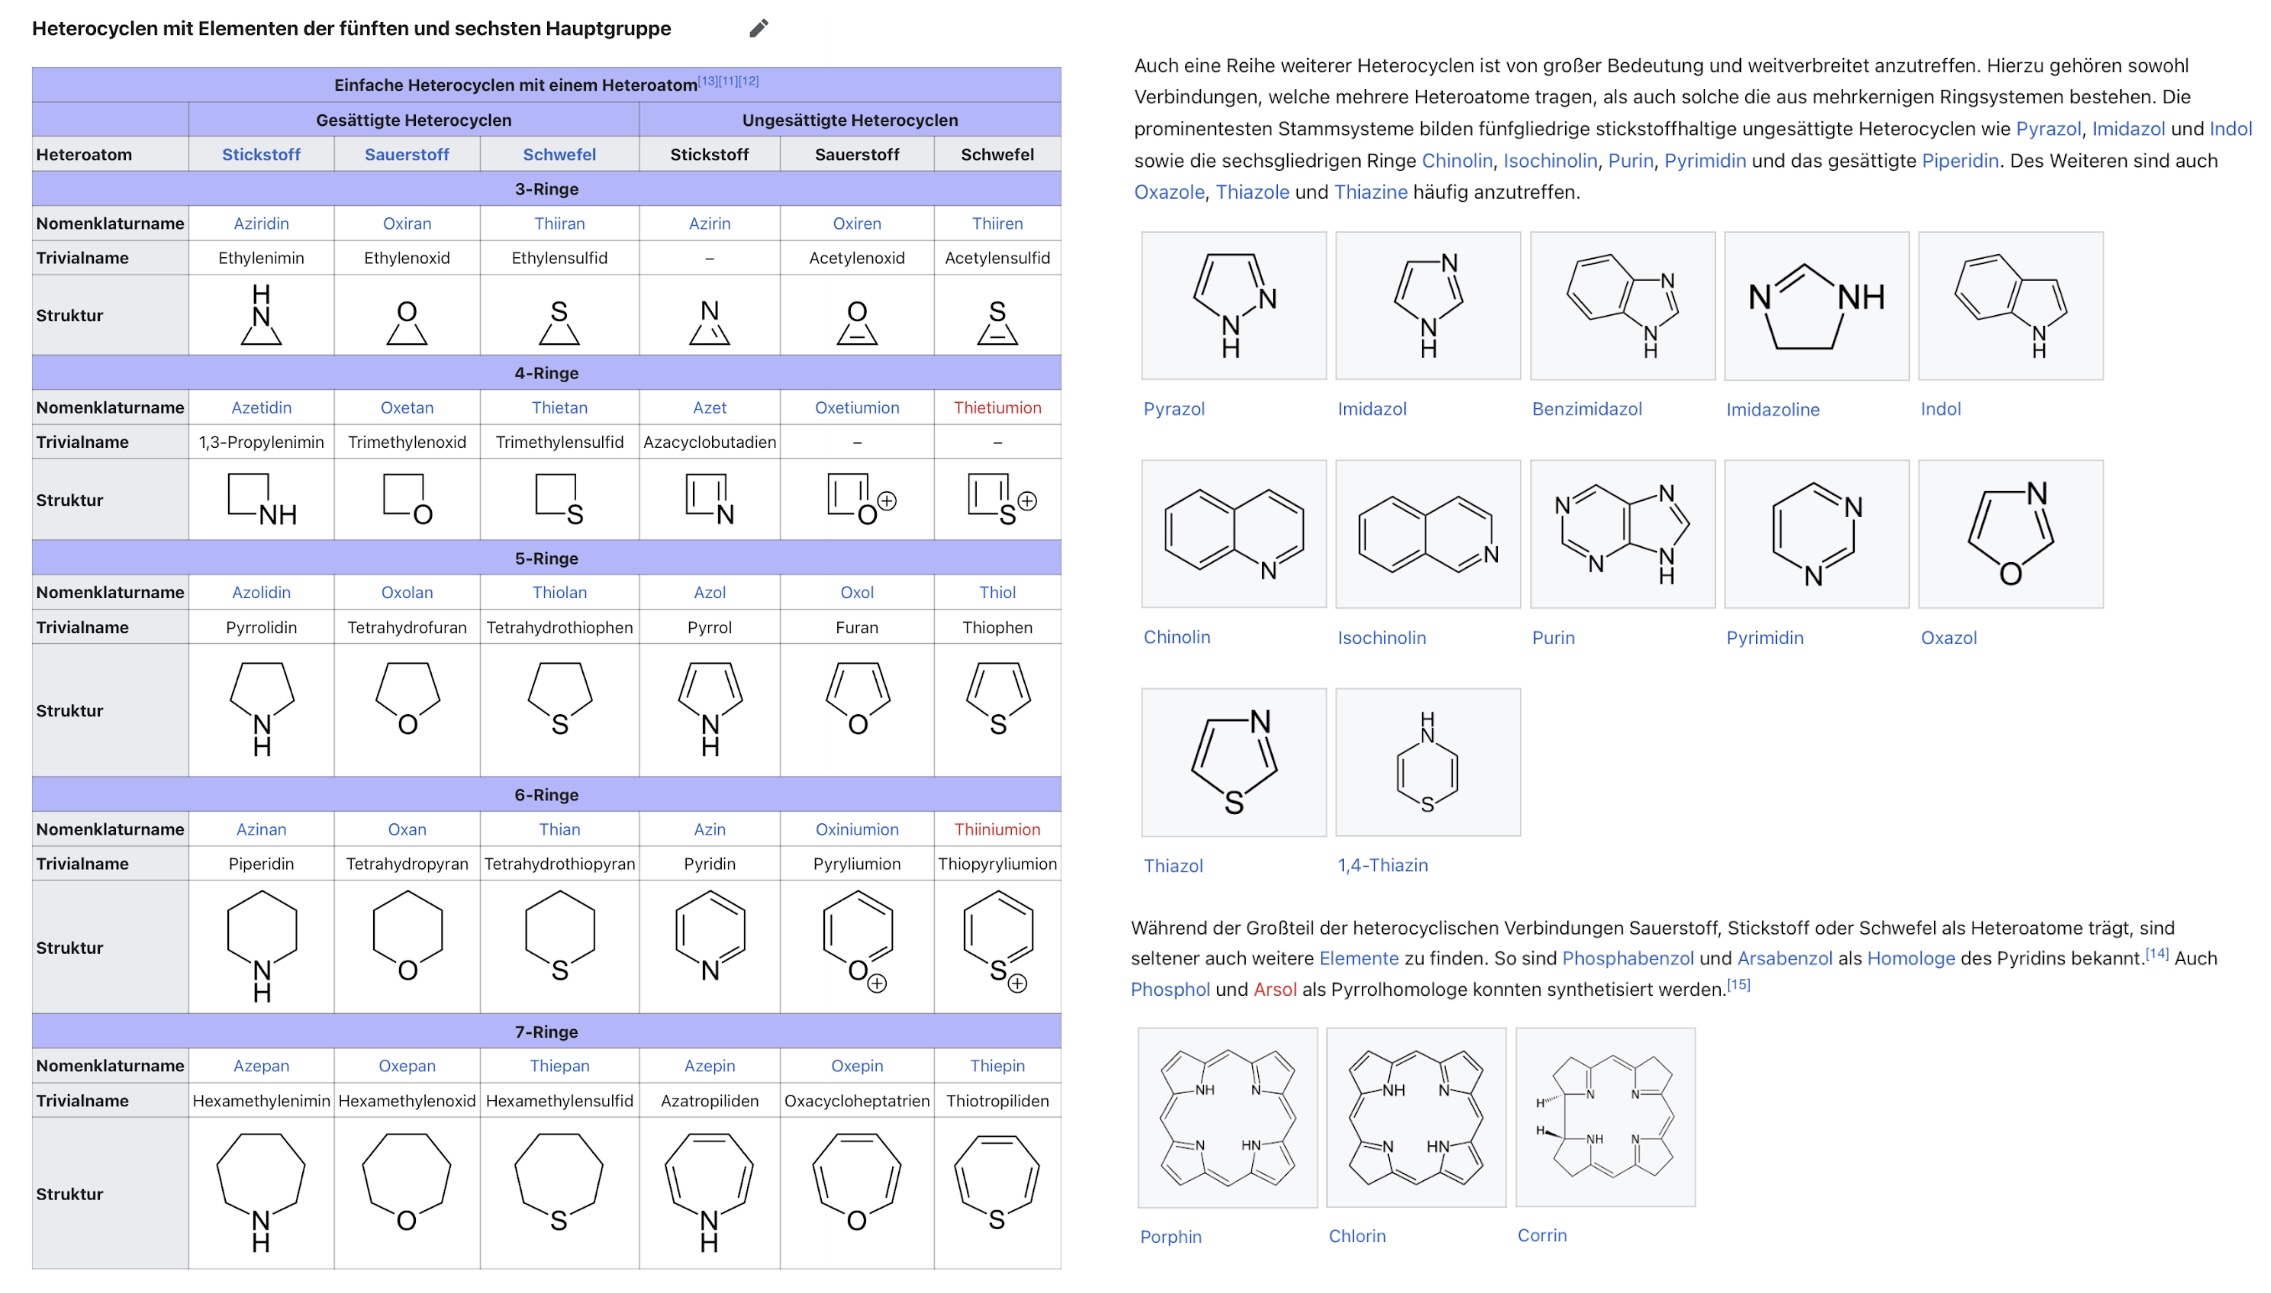 Heterocyclen mit Elementen der fünften und sechsten Hauptgruppe
Einfache Heterocyclen mit einem Heteroatom[13][11][12]
Gesättigte Heterocyclen Ungesättigte Heterocyclen
Heteroatom Stickstoff Sauerstoff Schwefel Stickstoff Sauerstoff Schwefel
3-Ringe
Nomenklaturname Aziridin Oxiran Thiiran Azirin Oxiren Thiiren
Trivialname Ethylenimin Ethylenoxid Ethylensulfid – Acetylenoxid Acetylensulfid
H
Struktur N O S N O S
4-Ringe
Nomenklaturname Azetidin Oxetan Thietan Azet Oxetiumion Thietiumion
Trivialname 1,3-Propylenimin Trimethylenoxid Trimethylensulfid Azacyclobutadien – –
Struktur NH O S N O⊕ S⊕
5-Ringe
Nomenklaturname Azolidin Oxolan Thiolan Azol Oxol Thiol
Trivialname Pyrrolidin Tetrahydrofuran Tetrahydrothiophen Pyrrol Furan Thiophen
Struktur N O S N O S
H H
6-Ringe
Nomenklaturname Azinan Oxan Thian Azin Oxiniumion Thiiniumion
Trivialname Piperidin Tetrahydropyran Tetrahydrothiopyran Pyridin Pyryliumion Thiopyryliumion
Struktur N O S N O⊕ S⊕
H
7-Ringe
Nomenklaturname Azepan Oxepan Thiepan Azepin Oxepin Thiepin
Trivialname Hexamethylenimin Hexamethylenoxid Hexamethylensulfid Azatropiliden Oxacycloheptatrien Thiotropiliden
Struktur N O S N O S
H H
Auch eine Reihe weiterer Heterocyclen ist von großer Bedeutung und weitverbreitet anzutreffen. Hierzu gehören sowohl
Verbindungen, welche mehrere Heteroatome tragen, als auch solche die aus mehrkernigen Ringsystemen bestehen. Die
prominentesten Stammsysteme bilden fünfgliedrige stickstoffhaltige ungesättigte Heterocyclen wie Pyrazol, Imidazol und Indol
sowie die sechsgliedrigen Ringe Chinolin, Isochinolin, Purin, Pyrimidin und das gesättigte Piperidin. Des Weiteren sind auch
Oxazole, Thiazole und Thiazine häufig anzutreffen.
N N N N NH
N N N N
H H H H
Pyrazol Imidazol Benzimidazol Imidazoline Indol
N N N N
N N N N N O
H
Chinolin Isochinolin Purin Pyrimidin Oxazol
N H
N
S S
Thiazol 1,4-Thiazin
Während der Großteil der heterocyclischen Verbindungen Sauerstoff, Stickstoff oder Schwefel als Heteroatome trägt, sind
seltener auch weitere Elemente zu finden. So sind Phosphabenzol und Arsabenzol als Homologe des Pyridins bekannt.[14] Auch
Phosphol und Arsol als Pyrrolhomologe konnten synthetisiert werden.[15]
NH N NH N N N
H
H
N HN N HN NH N
Porphin Chlorin Corrin